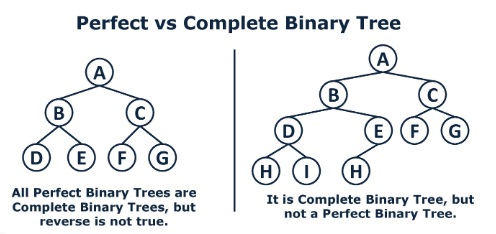 Perfect vs Complete Binary Tree
A
B C
D E F G
All Perfect Binary Trees are
Complete Binary Trees, but
reverse is not true.
A
B C
D E F G
H I H
It is Complete Binary Tree, but
not a Perfect Binary Tree.